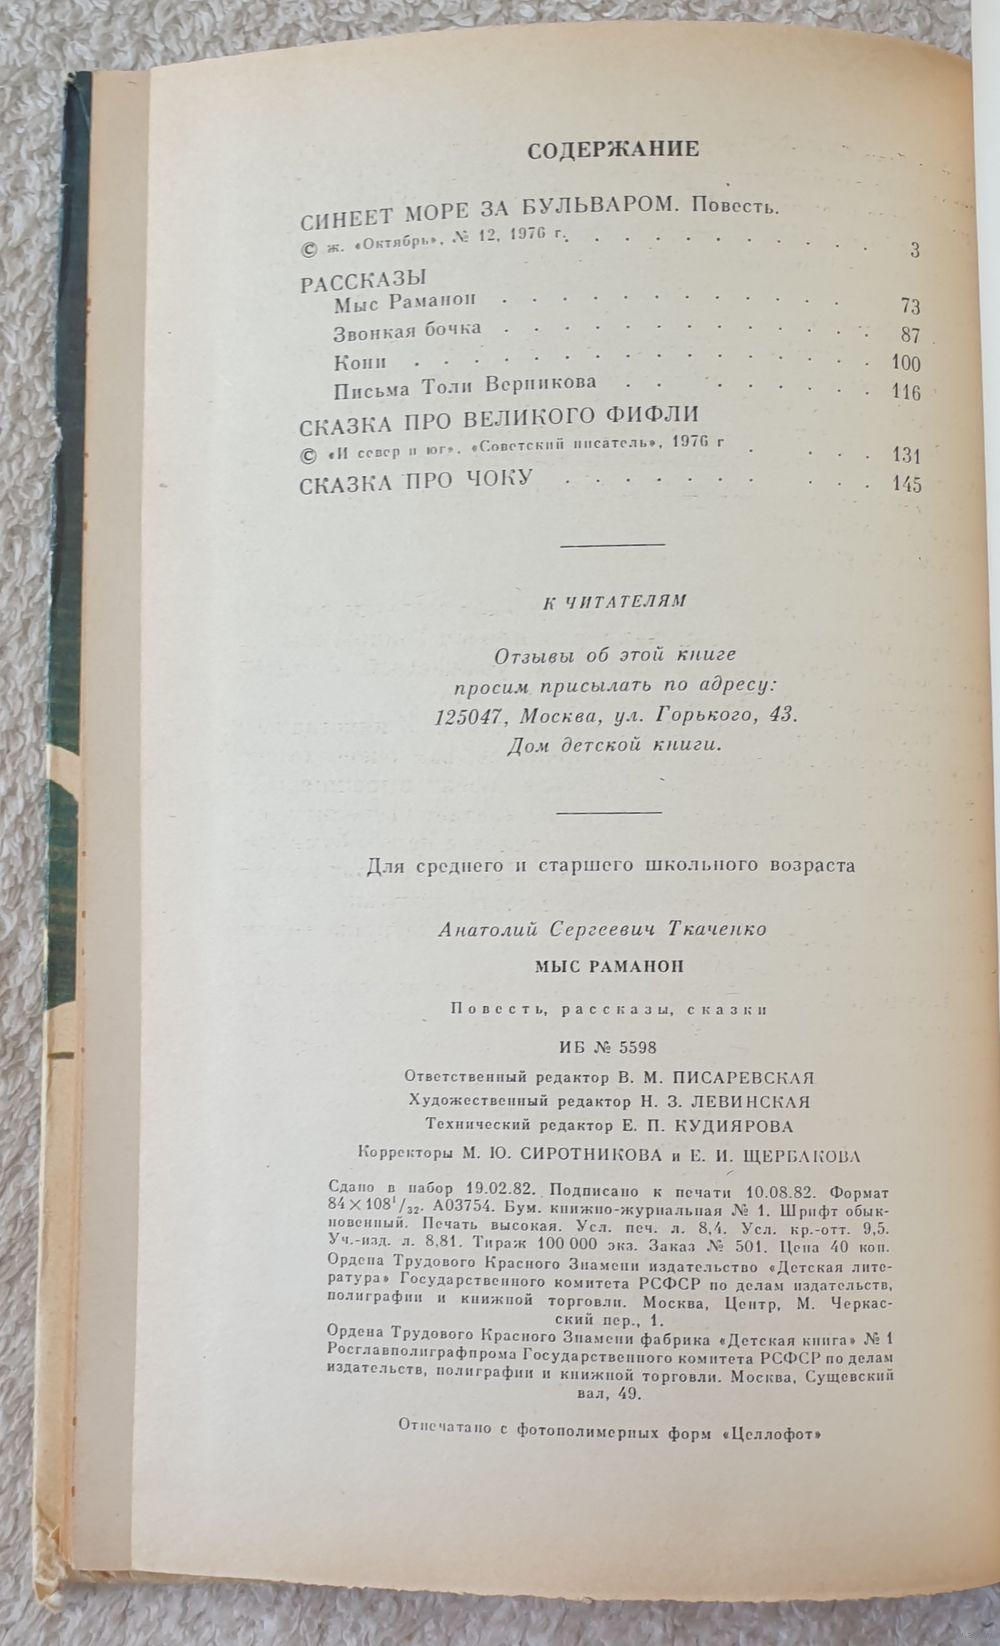 СОДЕРЖАНИЕ
СИНЕЕТ МОРЕ ЗА БУЛЬВАРОМ. Повесть.
© ж. «Октябрь», № 12, 1976 г. . . . . . . . . . . 3
РАССКАЗЫ
Мыс Раманон . . . . . . . . . . . . 73
Звонкая бочка . . . . . . . . . . . . . 87
Кони . . . . . . . . . . . . . . . . 100
Письма Толи Верникова . . . . . . . . 116
СКАЗКА ПРО ВЕЛИКОГО ФИФЛИ
© «И север и юг», «Советский писатель», 1976 г . . . . 131
СКАЗКА ПРО ЧОКУ . . . . . . . . . . 145
К ЧИТАТЕЛЯМ
Отзывы об этой книге
просим присылать по адресу:
125047, Москва, ул. Горького, 43.
Дом детской книги.
Для среднего и старшего школьного возраста
Анатолий Сергеевич Ткаченко
МЫС РАМАНОН
Повесть, рассказы, сказки
ИБ № 5598
Ответственный редактор В. М. ПИСАРЕВСКАЯ
Художественный редактор Н. З. ЛЕВИНСКАЯ
Технический редактор Е. П. КУДИЯРОВА
Корректоры М. Ю. СИРОТНИКОВА и Е. И. ЩЕРБАКОВА
Сдано в набор 19.02.82. Подписано к печати 10.08.82. Формат
84×108¹/₃₂. А03754. Бум. книжно-журнальная № 1. Шрифт обык-
новенный. Печать высокая. Усл. печ. л. 8,4. Усл. кр.-отт. 9,5.
Уч.-изд. л. 8,81. Тираж 100 000 экз. Заказ № 501. Цена 40 коп.
Ордена Трудового Красного Знамени издательство «Детская лите-
ратура» Государственного комитета РСФСР по делам издательств,
полиграфии и книжной торговли. Москва, Центр, М. Черкас-
ский пер., 1.
Ордена Трудового Красного Знамени фабрика «Детская книга» № 1
Росглавполиграфпрома Государственного комитета РСФСР по делам
издательств, полиграфии и книжной торговли. Москва, Сущевский
вал, 49.
Отпечатано с фотополимерных форм «Целлофот»